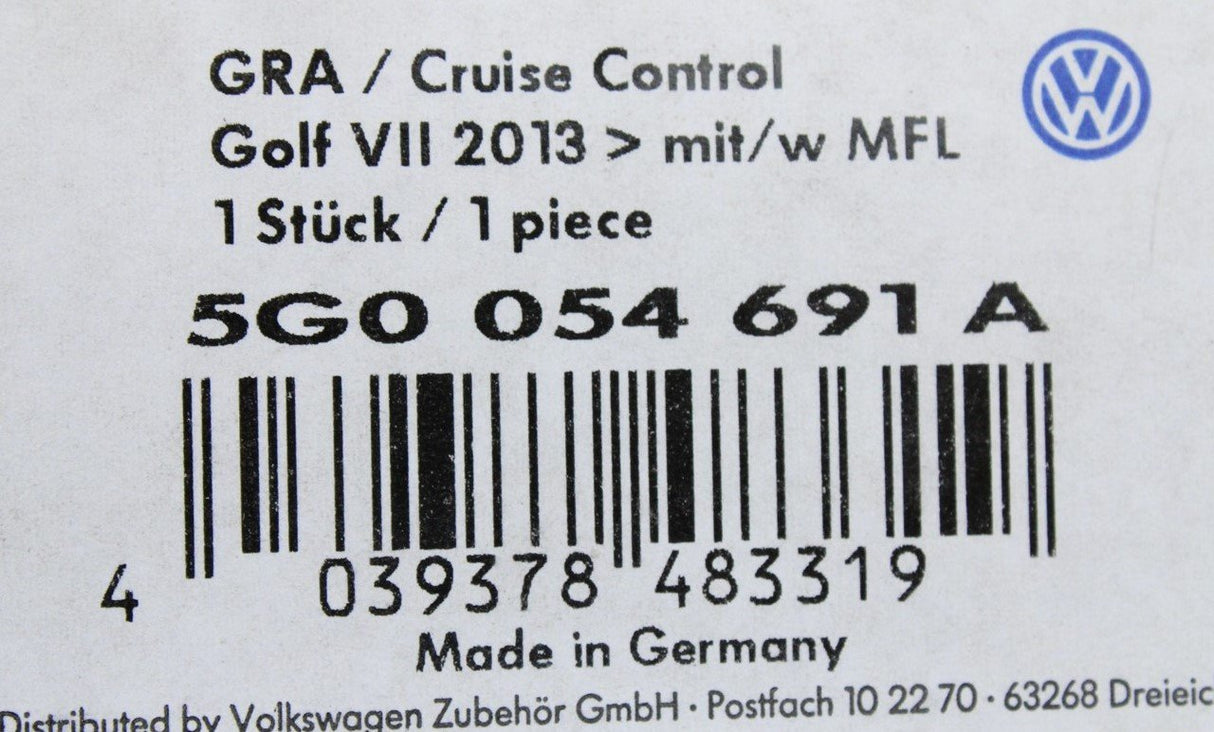 GRA / Cruise Control
Golf VII 2013 > mit/w MFL
1 Stück / 1 piece
5G0 054 691 A
4 039378 483319
Made in Germany
Distributed by Volkswagen Zubehör GmbH · Postfach 10 22 70 · 63268 Dreieic